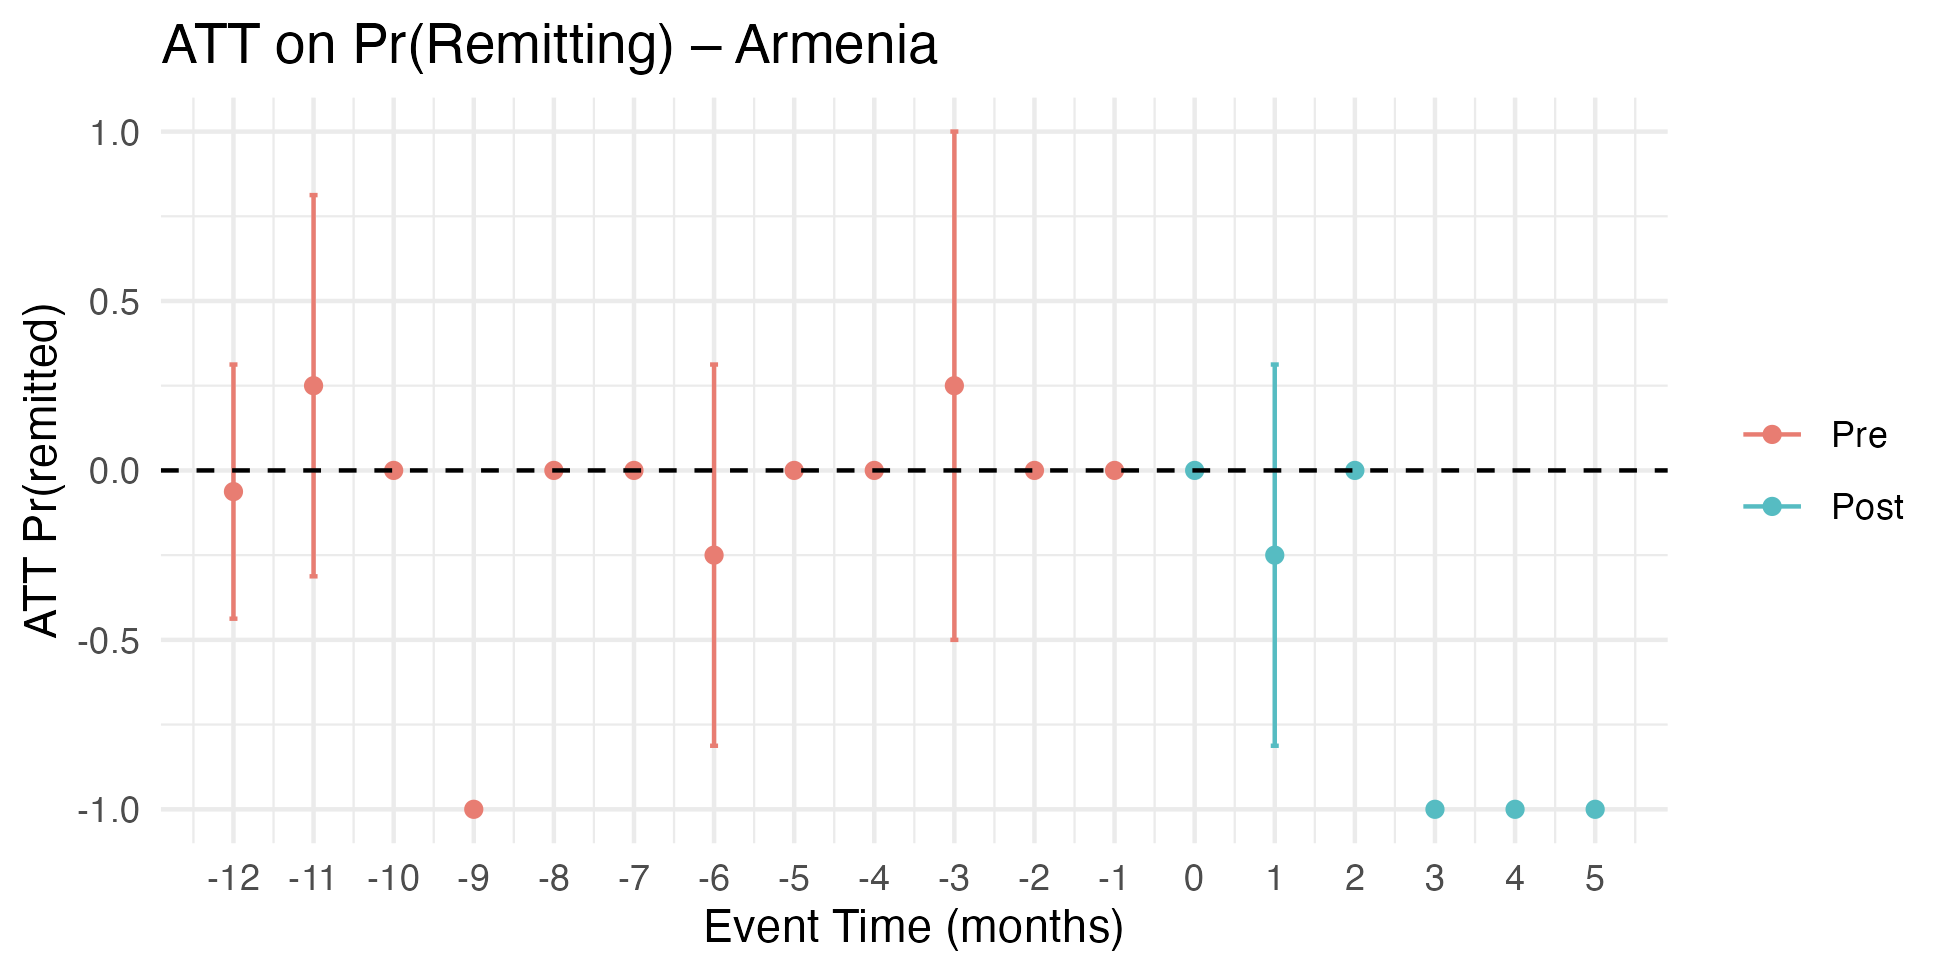 ATT on Pr(Remitting) – Armenia
ATT Pr(remitted)
1.0
0.5
0.0
-0.5
-1.0
-12 -11 -10 -9 -8 -7 -6 -5 -4 -3 -2 -1 0 1 2 3 4 5
Event Time (months)
Pre
Post